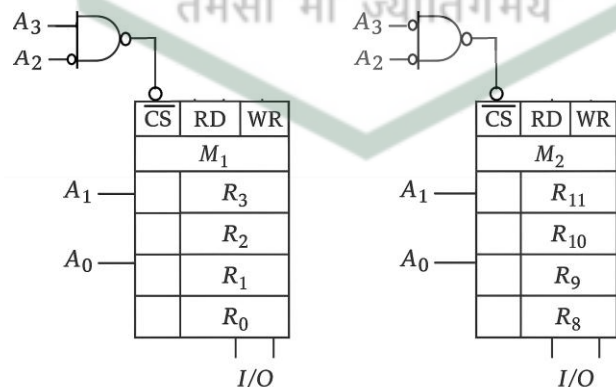 तमसो मा ज्योतिर्गमय
A₃ A₃
A₂ A₂
CS RD WR CS RD WR
M₁ M₂
A₁ R₃ A₁ R₁₁
R₂ R₁₀
A₀ R₁ A₀ R₉
R₀ R₈
I/O I/O